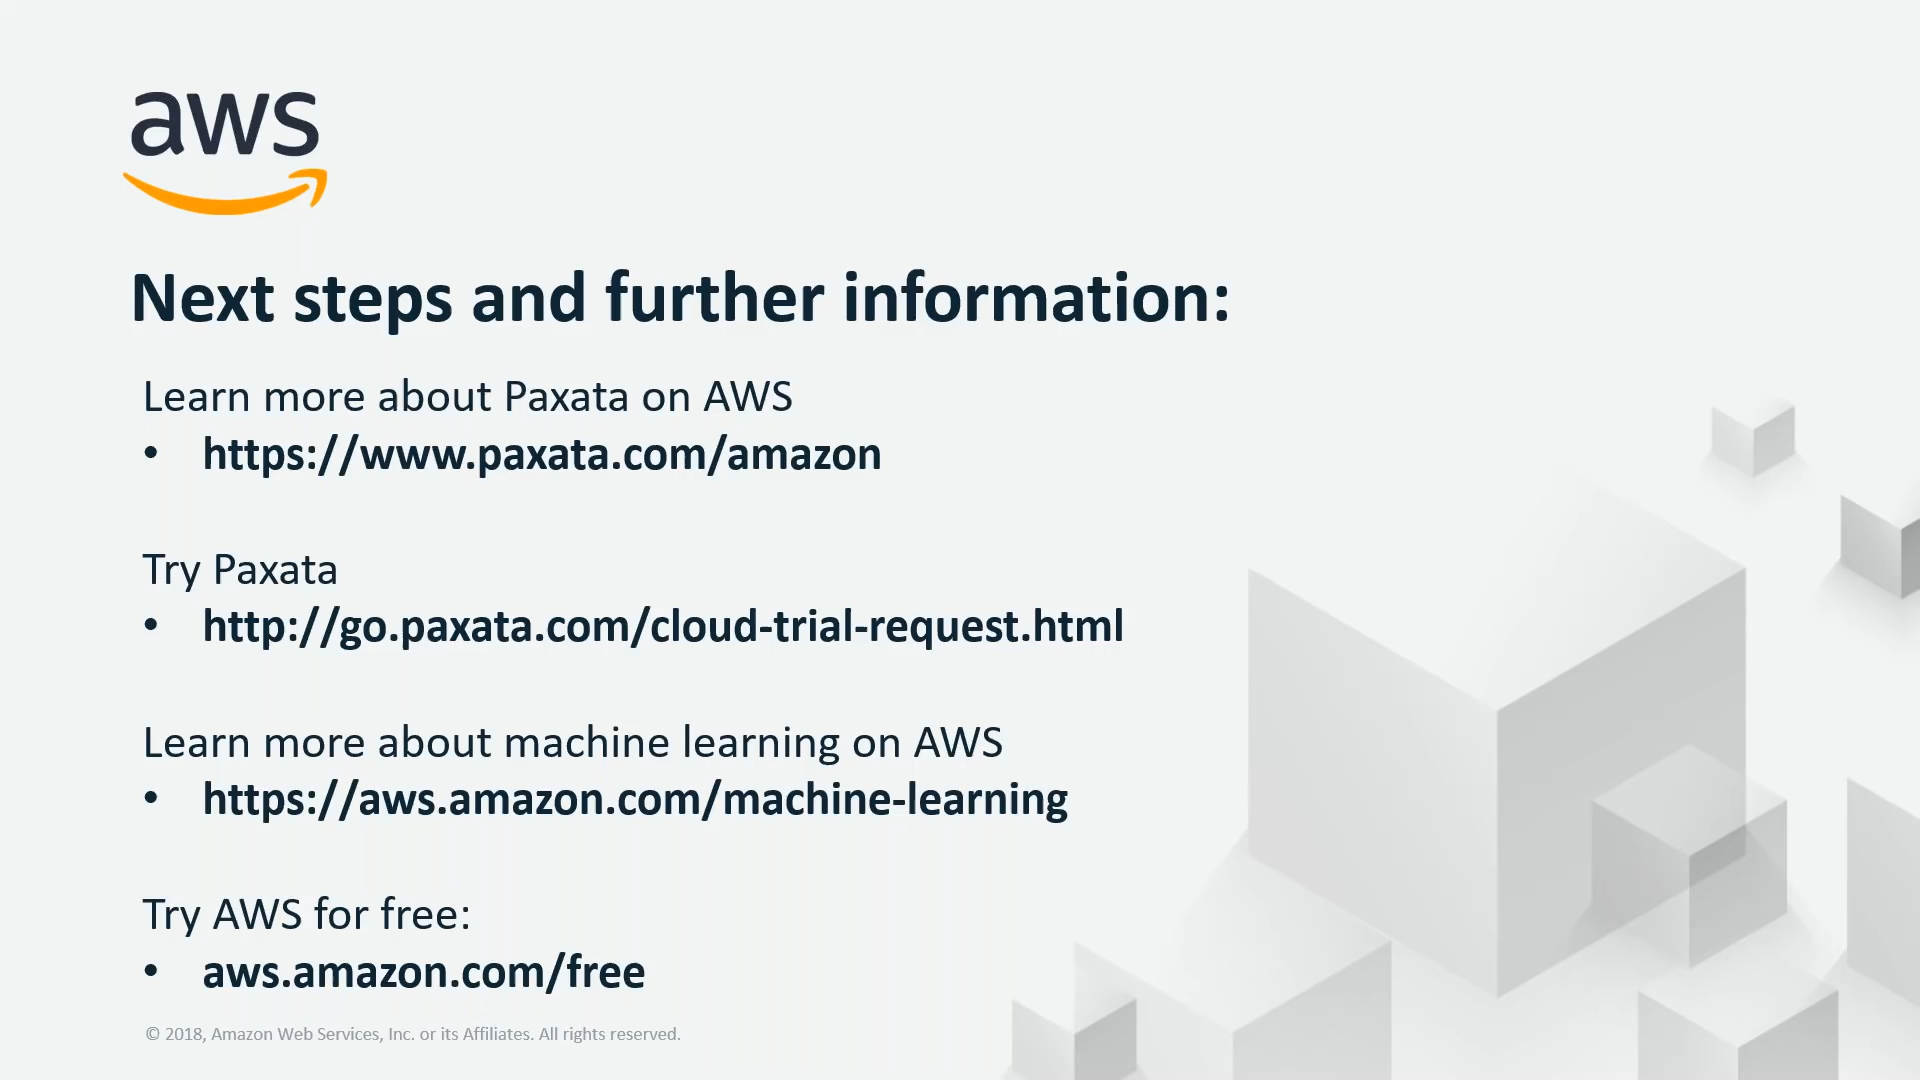 aws
Next steps and further information:
Learn more about Paxata on AWS
• https://www.paxata.com/amazon
Try Paxata
• http://go.paxata.com/cloud-trial-request.html
Learn more about machine learning on AWS
• https://aws.amazon.com/machine-learning
Try AWS for free:
• aws.amazon.com/free
© 2018, Amazon Web Services, Inc. or its Affiliates. All rights reserved.